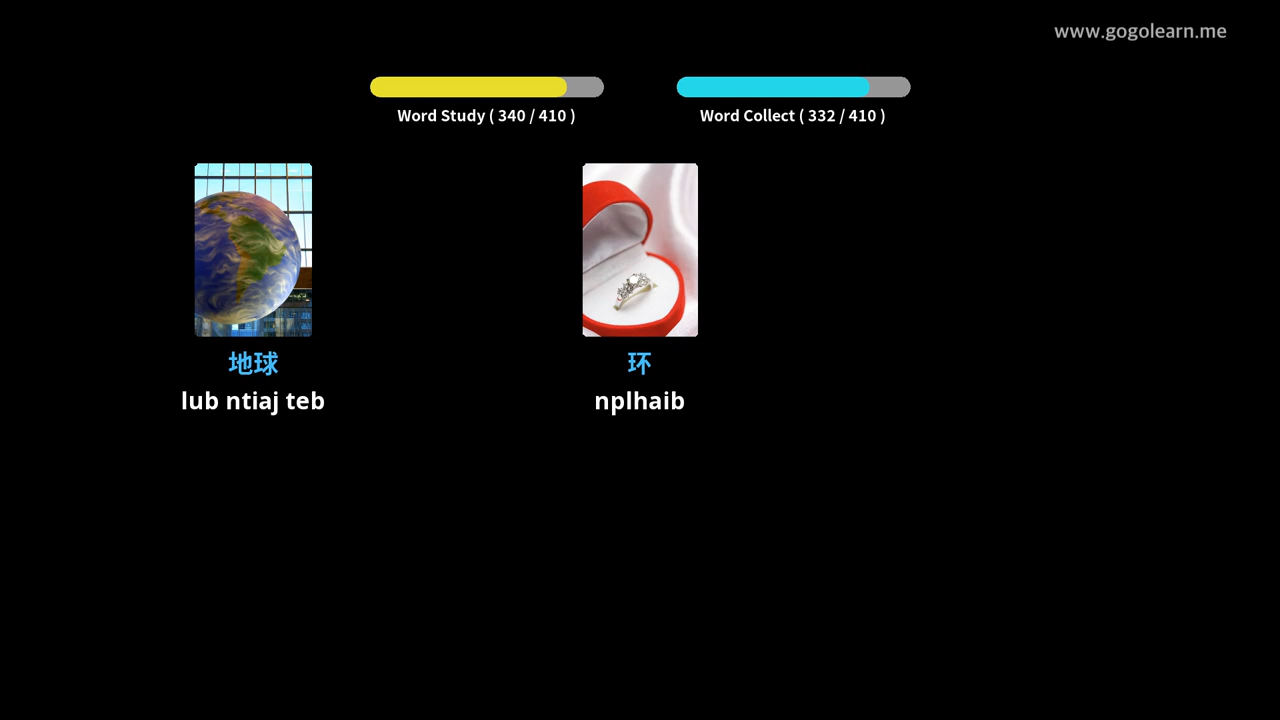 www.gogolearn.me
Word Study ( 340 / 410 )
Word Collect ( 332 / 410 )
地球
lub ntiaj teb
环
nplhaib